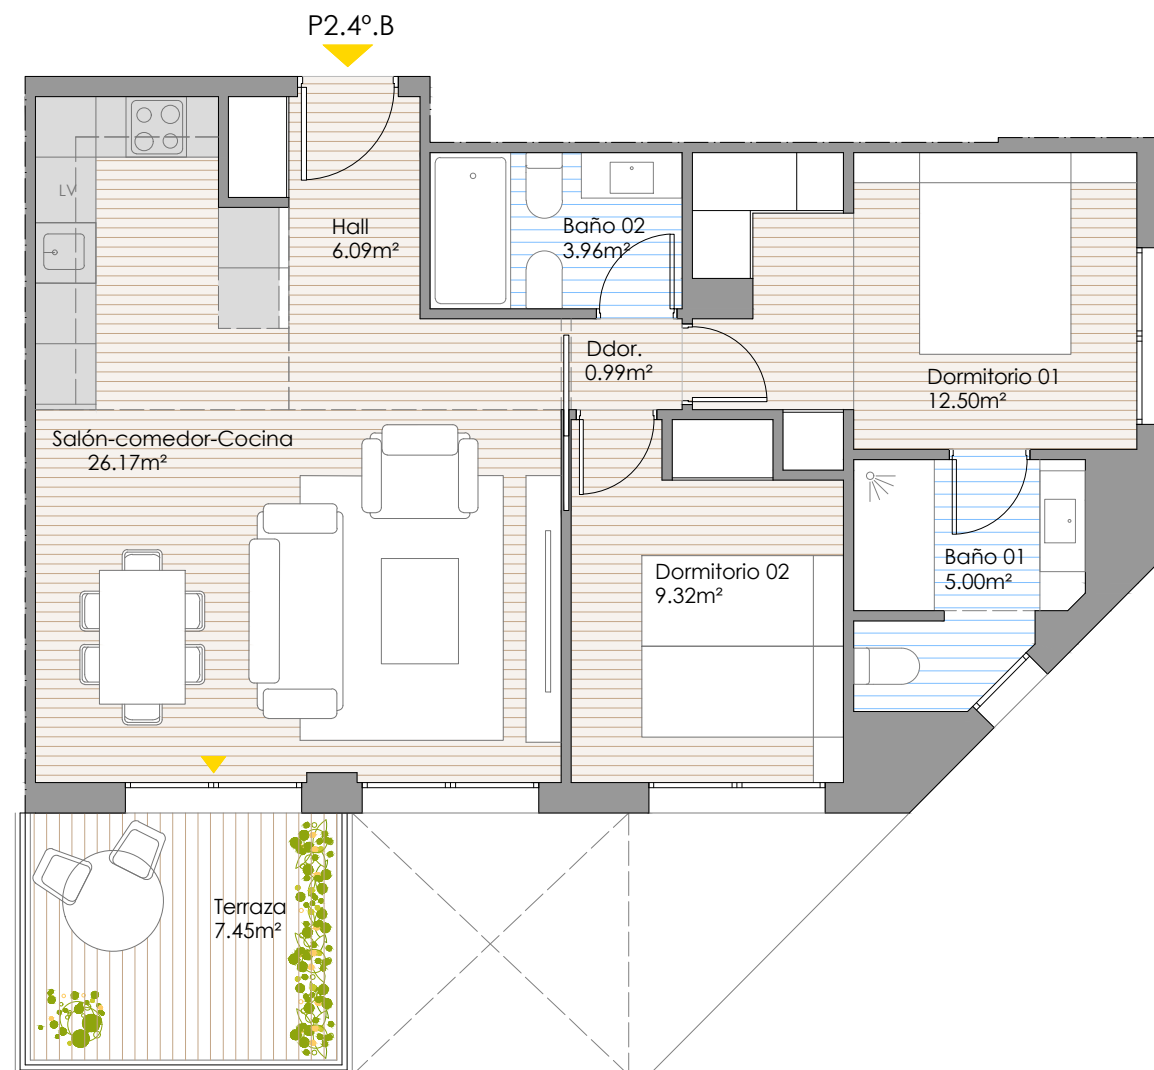 P2.4º.B
LV
Hall
6.09m²
Baño 02
3.96m²
Ddor.
0.99m²
Dormitorio 01
12.50m²
Salón-comedor-Cocina
26.17m²
Dormitorio 02
9.32m²
Baño 01
5.00m²
Terraza
7.45m²